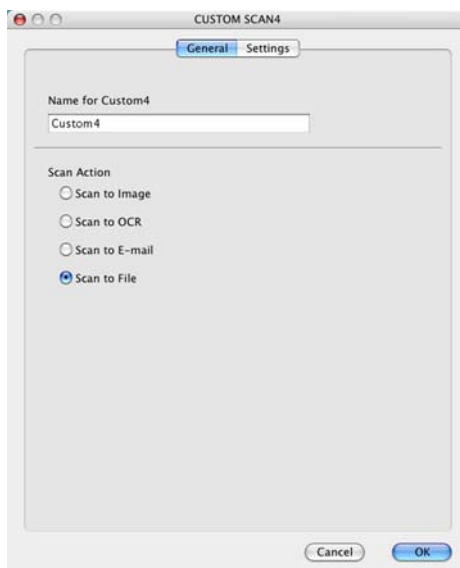 CUSTOM SCAN4
General Settings
Name for Custom4
Custom4
Scan Action
Scan to Image
Scan to OCR
Scan to E-mail
Scan to File
Cancel OK